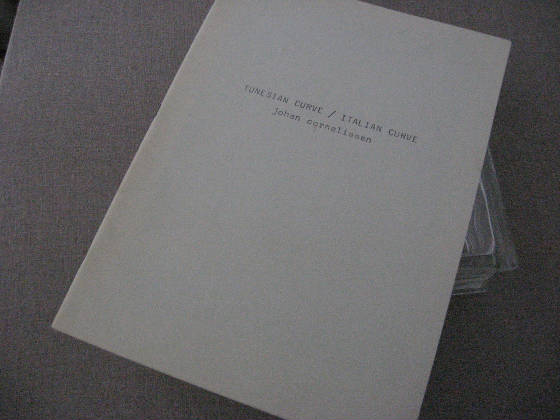 TUNESIAN CURVE / ITALIAN CURVE
johan cornelissen